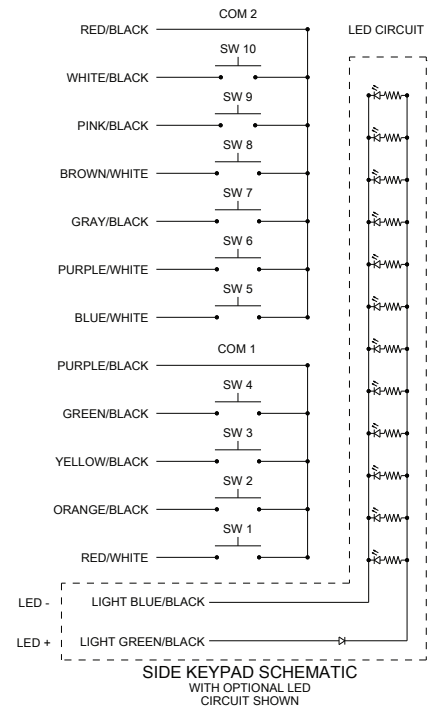 COM 2
LED CIRCUIT
RED/BLACK
SW 10
WHITE/BLACK
SW 9
PINK/BLACK
SW 8
BROWN/WHITE
SW 7
GRAY/BLACK
SW 6
PURPLE/WHITE
SW 5
BLUE/WHITE
COM 1
PURPLE/BLACK
SW 4
GREEN/BLACK
SW 3
YELLOW/BLACK
SW 2
ORANGE/BLACK
SW 1
RED/WHITE
LED - LIGHT BLUE/BLACK
LED + LIGHT GREEN/BLACK
SIDE KEYPAD SCHEMATIC
WITH OPTIONAL LED
CIRCUIT SHOWN